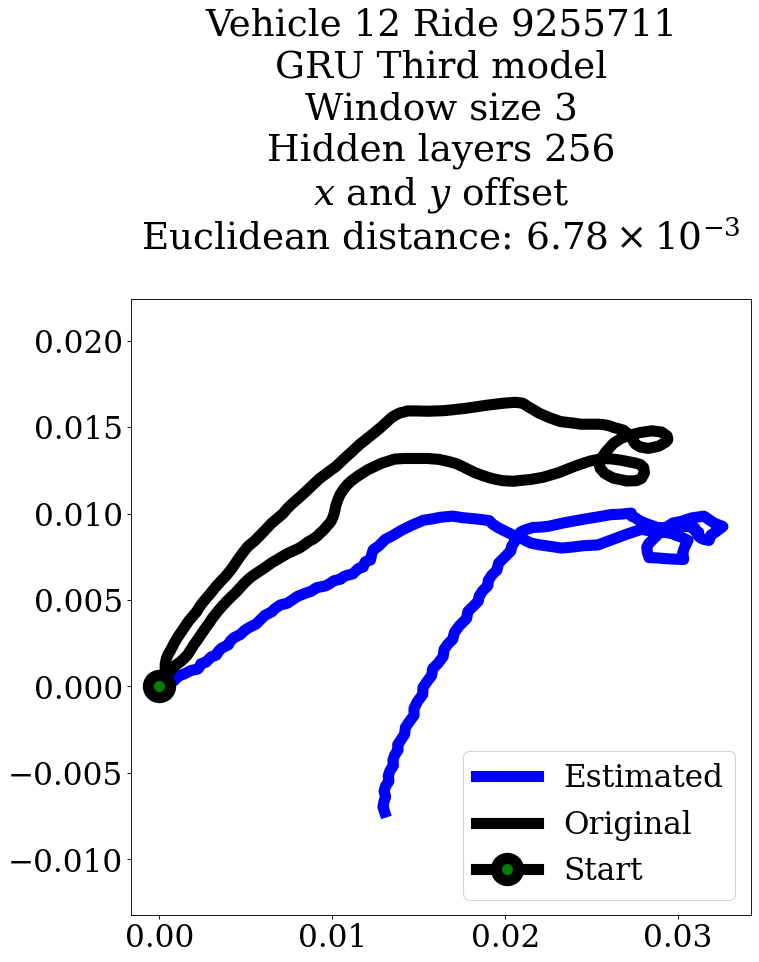 Vehicle 12 Ride 9255711
GRU Third model
Window size 3
Hidden layers 256
x and y offset
Euclidean distance: 6.78 × 10⁻³
0.020
0.015
0.010
0.005
0.000
−0.005
−0.010
Estimated
Original
Start
0.00 0.01 0.02 0.03